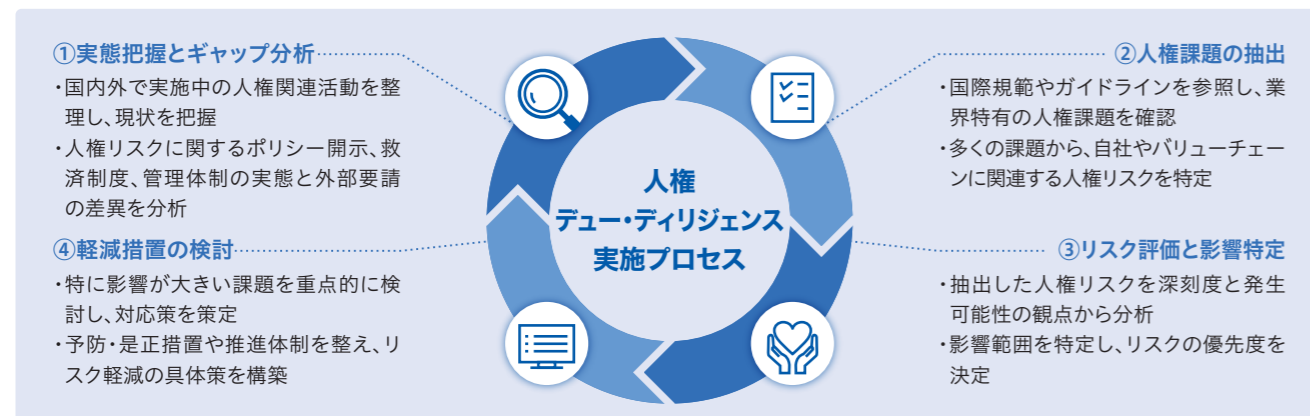 ①実態把握とギャップ分析
・国内外で実施中の人権関連活動を整
理し、現状を把握
・人権リスクに関するポリシー開示、救
済制度、管理体制の実態と外部要請
の差異を分析
②人権課題の抽出
・国際規範やガイドラインを参照し、業
界特有の人権課題を確認
・多くの課題から、自社やバリューチェー
ンに関連する人権リスクを特定
人権
デュー・ディリジェンス
実施プロセス
③リスク評価と影響特定
・抽出した人権リスクを深刻度と発生
可能性の観点から分析
・影響範囲を特定し、リスクの優先度を
決定
④軽減措置の検討
・特に影響が大きい課題を重点的に検
討し、対応策を策定
・予防・是正措置や推進体制を整え、リ
スク軽減の具体策を構築